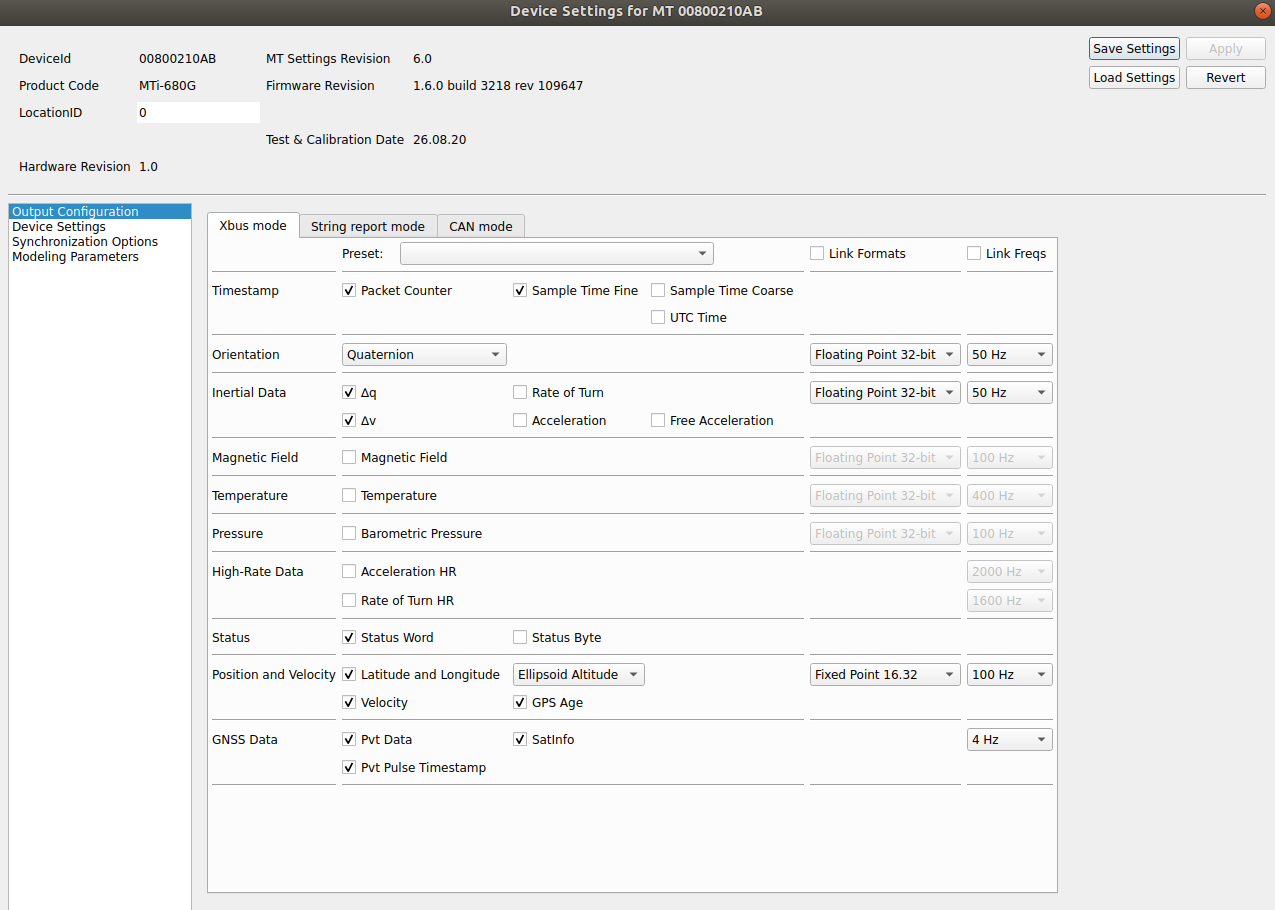 Device Settings for MT 00800210AB
DeviceId 00800210AB MT Settings Revision 6.0
Save Settings Apply
Product Code MTi-680G Firmware Revision 1.6.0 build 3218 rev 109647
Load Settings Revert
LocationID 0
Test & Calibration Date 26.08.20
Hardware Revision 1.0
Output Configuration
Device Settings
Synchronization Options
Modeling Parameters
Xbus mode String report mode CAN mode
Preset: Link Formats Link Freqs
Timestamp Packet Counter Sample Time Fine Sample Time Coarse
UTC Time
Orientation Quaternion Floating Point 32-bit 50 Hz
Inertial Data Δq Rate of Turn Floating Point 32-bit 50 Hz
Δv Acceleration Free Acceleration
Magnetic Field Magnetic Field Floating Point 32-bit 100 Hz
Temperature Temperature Floating Point 32-bit 400 Hz
Pressure Barometric Pressure Floating Point 32-bit 100 Hz
High-Rate Data Acceleration HR 2000 Hz
Rate of Turn HR 1600 Hz
Status Status Word Status Byte
Position and Velocity Latitude and Longitude Ellipsoid Altitude Fixed Point 16.32 100 Hz
Velocity GPS Age
GNSS Data Pvt Data SatInfo 4 Hz
Pvt Pulse Timestamp